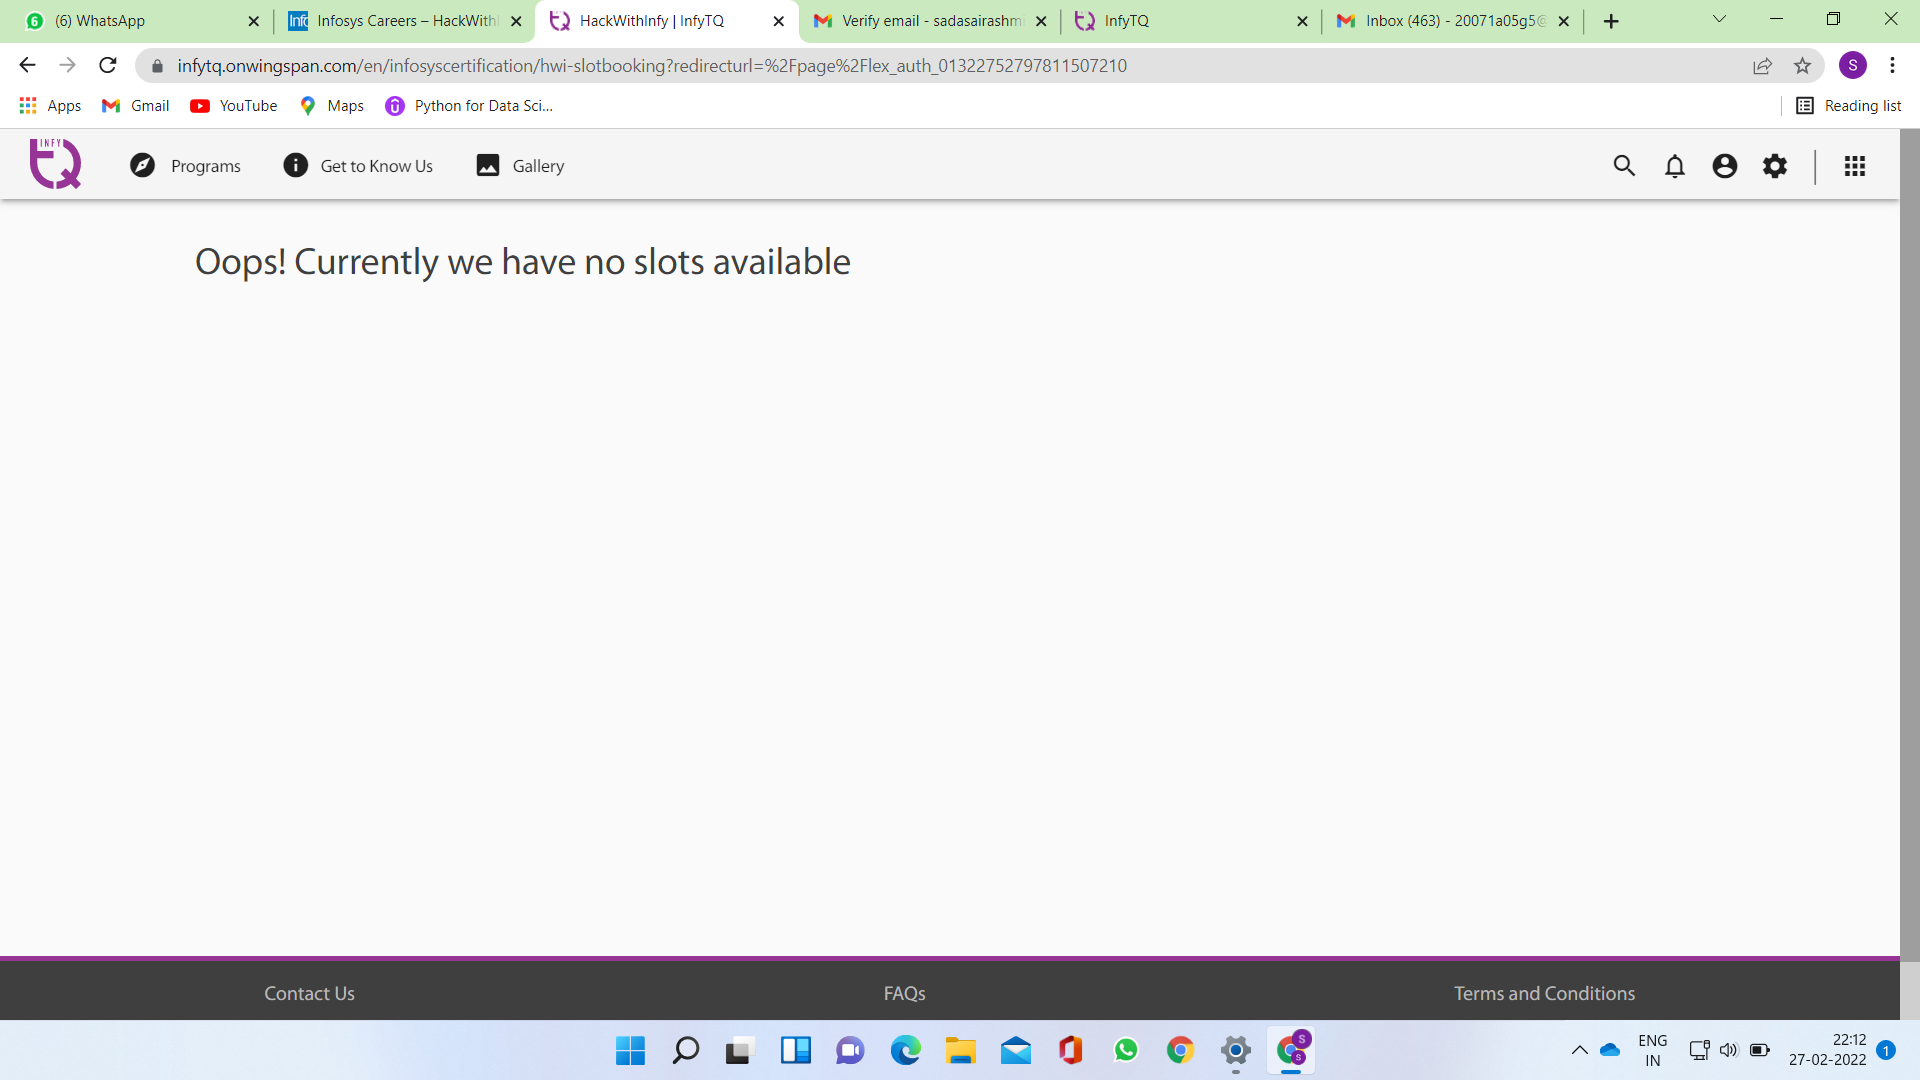 6 (6) WhatsApp Info Infosys Careers – HackWithI HackWithInfy | InfyTQ Verify email - sadasairashmi InfyTQ Inbox (463) - 20071a05g5@
infytq.onwingspan.com/en/infosyscertification/hwi-slotbooking?redirecturl=%2Fpage%2Flex_auth_01322752797811507210 S
Apps Gmail YouTube Maps Python for Data Sci... Reading list
INFY TQ Programs Get to Know Us Gallery
Oops! Currently we have no slots available
Contact Us FAQs Terms and Conditions
S
S
ENG 22:12
IN 27-02-2022 1